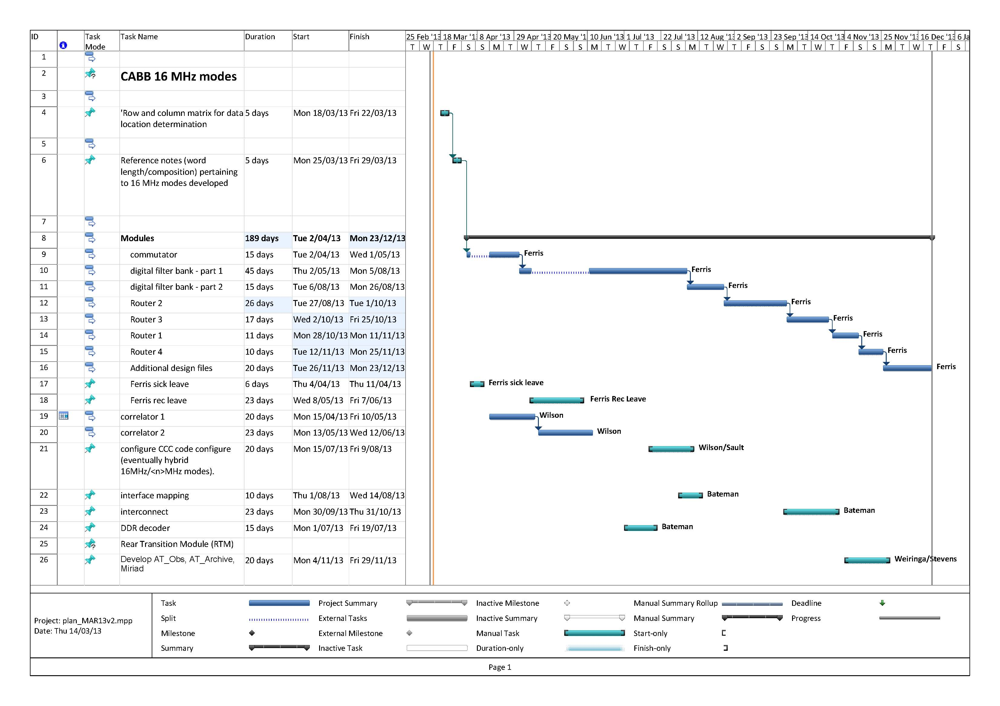 ID Task Mode Task Name Duration Start Finish 25 Feb '13 18 Mar '13 8 Apr '13 29 Apr '13 20 May '1 10 Jun '13 1 Jul '13 22 Jul '13 12 Aug '13 2 Sep '13 23 Sep '13 14 Oct '13 4 Nov '13 25 Nov '13 16 Dec '13 6 Ja
T W T F S S M T W T F S S M T W T F S S M T W T F S S M T W T F S S M T W T F S
1
2 CABB 16 MHz modes
3
4 'Row and column matrix for data 5 days Mon 18/03/13 Fri 22/03/13
location determination
5
6 Reference notes (word 5 days Mon 25/03/13 Fri 29/03/13
length/composition) pertaining
to 16 MHz modes developed
7
8 Modules 189 days Tue 2/04/13 Mon 23/12/13
9 commutator 15 days Tue 2/04/13 Wed 1/05/13 Ferris
10 digital filter bank - part 1 45 days Thu 2/05/13 Mon 5/08/13 Ferris
11 digital filter bank - part 2 15 days Tue 6/08/13 Mon 26/08/13 Ferris
12 Router 2 26 days Tue 27/08/13 Tue 1/10/13 Ferris
13 Router 3 17 days Wed 2/10/13 Fri 25/10/13 Ferris
14 Router 1 11 days Mon 28/10/13 Mon 11/11/13 Ferris
15 Router 4 10 days Tue 12/11/13 Mon 25/11/13 Ferris
16 Additional design files 20 days Tue 26/11/13 Mon 23/12/13 Ferris
17 Ferris sick leave 6 days Thu 4/04/13 Thu 11/04/13 Ferris sick leave
18 Ferris rec leave 23 days Wed 8/05/13 Fri 7/06/13 Ferris Rec Leave
19 correlator 1 20 days Mon 15/04/13 Fri 10/05/13 Wilson
20 correlator 2 23 days Mon 13/05/13 Wed 12/06/13 Wilson
21 configure CCC code configure 20 days Mon 15/07/13 Fri 9/08/13 Wilson/Sault
(eventually hybrid
16MHz/<n>MHz modes).
22 interface mapping 10 days Thu 1/08/13 Wed 14/08/13 Bateman
23 interconnect 23 days Mon 30/09/13 Thu 31/10/13 Bateman
24 DDR decoder 15 days Mon 1/07/13 Fri 19/07/13 Bateman
25 Rear Transition Module (RTM)
26 Develop AT_Obs, AT_Archive, 20 days Mon 4/11/13 Fri 29/11/13 Weiringa/Stevens
Miriad
Project: plan_MAR13v2.mpp
Date: Thu 14/03/13
Task Project Summary Inactive Milestone Manual Summary Rollup Deadline
Split External Tasks Inactive Summary Manual Summary Progress
Milestone External Milestone Manual Task Start-only
Summary Inactive Task Duration-only Finish-only
Page 1